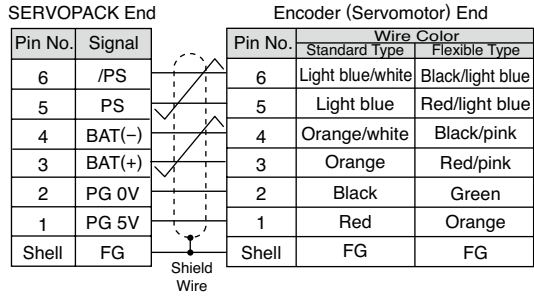 SERVOPACK End Encoder (Servomotor) End
Pin No. Signal Pin No. Wire Color
Standard Type Flexible Type
6 /PS 6 Light blue/white Black/light blue
5 PS 5 Light blue Red/light blue
4 BAT(−) 4 Orange/white Black/pink
3 BAT(+) 3 Orange Red/pink
2 PG 0V 2 Black Green
1 PG 5V 1 Red Orange
Shell FG Shell FG FG
Shield
Wire